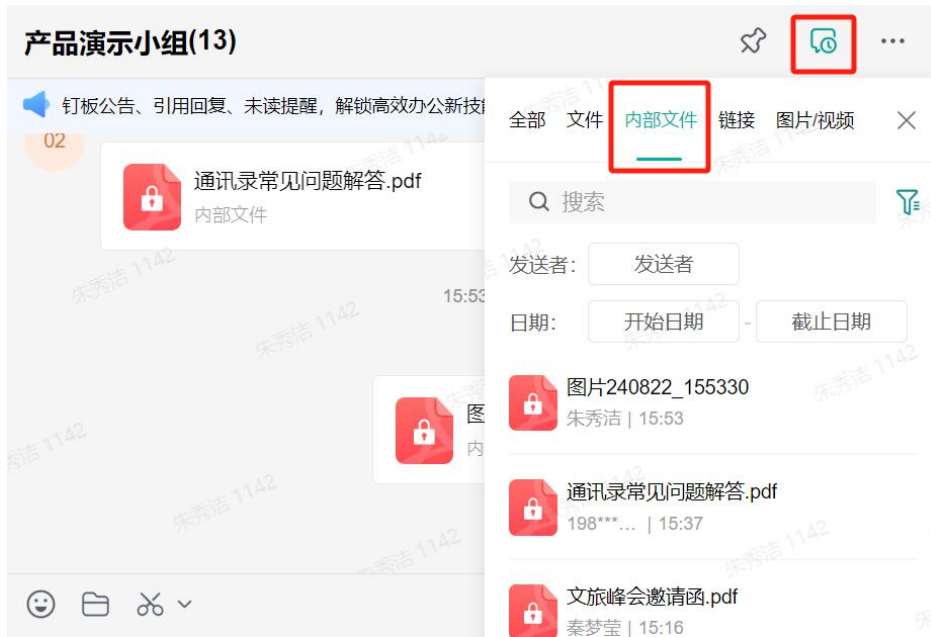 产品演示小组(13)
钉板公告、引用回复、未读提醒，解锁高效办公新技
02
通讯录常见问题解答.pdf
内部文件
15:53
图
内
全部 文件 内部文件 链接 图片/视频
搜索
发送者： 发送者
日期： 开始日期 - 截止日期
图片240822_155330
朱秀洁 | 15:53
通讯录常见问题解答.pdf
198***... | 15:37
文旅峰会邀请函.pdf
秦梦莹 | 15:16
朱秀洁 1142